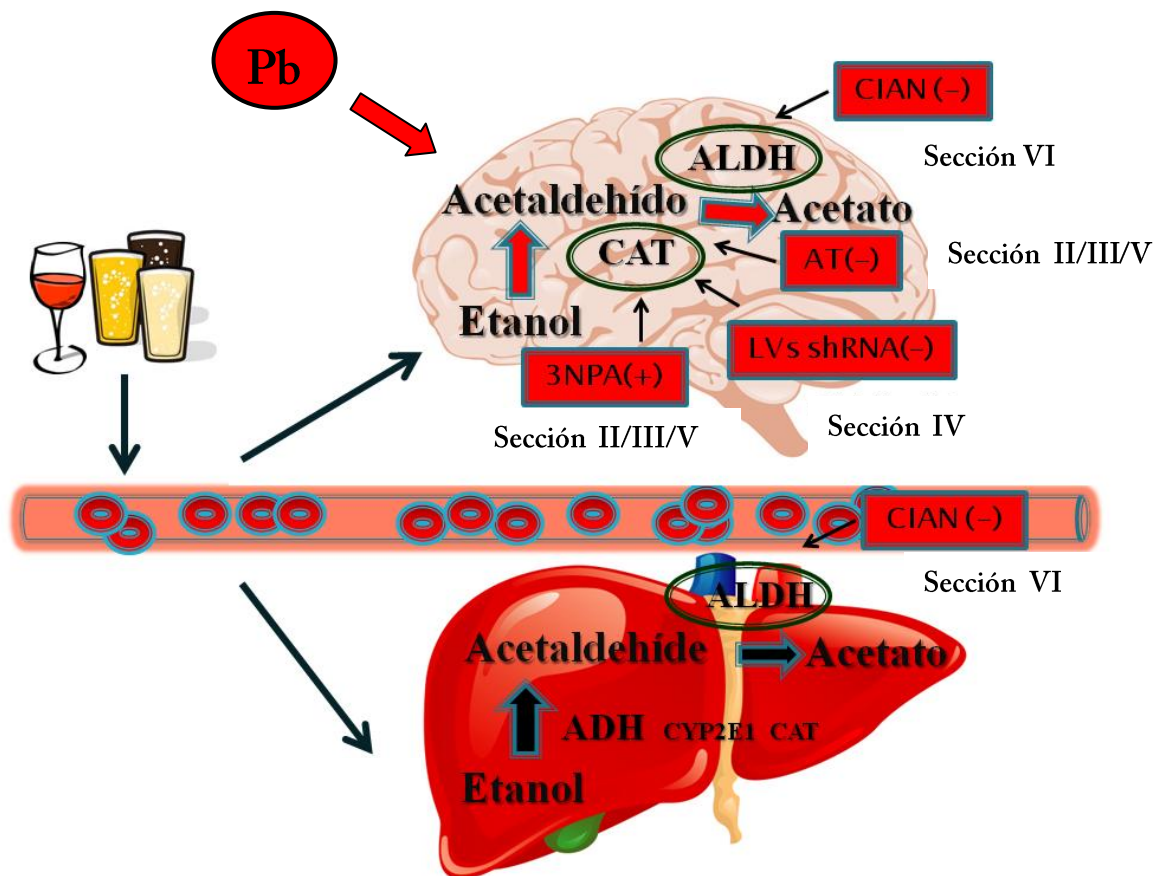 Pb
CIAN (–)
Sección VI
ALDH
Acetaldehído
Acetato
CAT
AT(–)
Sección II/III/V
Etanol
LVs shRNA(–)
3NPA(+)
Sección IV
Sección II/III/V
CIAN (–)
Sección VI
ALDH
Acetaldehíde
Acetato
ADH CYP2E1 CAT
Etanol